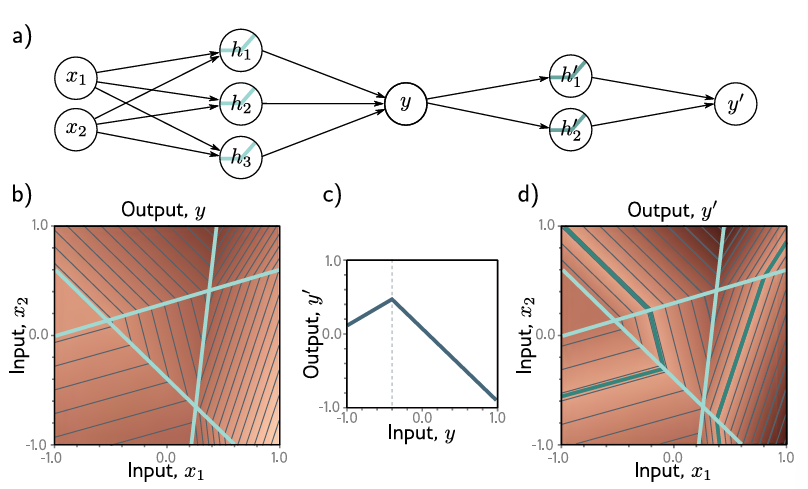 a)
x₁
x₂
h₁
h₂
h₃
y
h′₁
h′₂
y′
b)
Output, y
1.0
0.0
-1.0
Input, x₂
-1.0 0.0 1.0
Input, x₁
c)
1.0
0.0
-1.0
Output, y′
-1.0 0.0 1.0
Input, y
d)
Output, y′
1.0
0.0
-1.0
Input, x₂
-1.0 0.0 1.0
Input, x₁